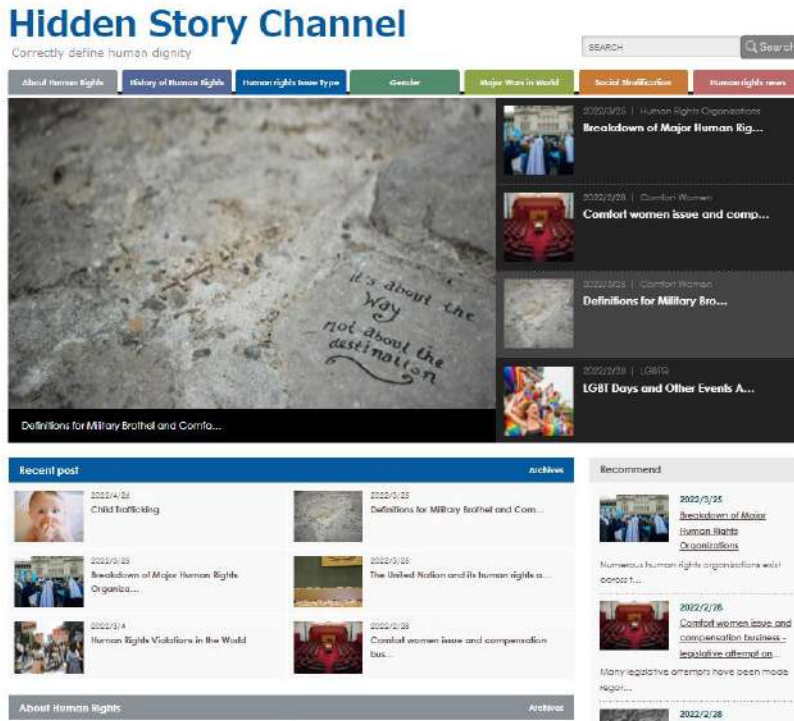 Hidden Story Channel
Correctly define human dignity
SEARCH
Search
About Human Rights
History of Human Rights
Human rights Issue Type
Gender
Major Wars in World
Social Stratification
Human rights news
it's about the
way
not about the
destination
Definitions for Military Brothel and Comfo...
2022/3/25 | Human Rights Organizations
Breakdown of Major Human Rig...
2022/2/28 | Comfort Women
Comfort women issue and comp...
2022/3/25 | Comfort Women
Definitions for Military Bro...
2022/2/28 | LGBTQ
LGBT Days and Other Events A...
Recent post
Archives
2022/4/26
Child Trafficking
2022/3/25
Definitions for Military Brothel and Com...
2022/3/25
Breakdown of Major Human Rights
Organiza...
2022/3/25
The United Nation and its human rights a...
2022/3/4
Human Rights Violations in the World
2022/2/28
Comfort women issue and compensation
bus...
About Human Rights
Archives
Recommend
2022/3/25
Breakdown of Major
Human Rights
Organizations
Numerous human rights organizations exist
across t...
2022/2/28
Comfort women issue and
compensation business –
legislative attempt on...
Many legislative attempts have been made
regar...
2022/2/28